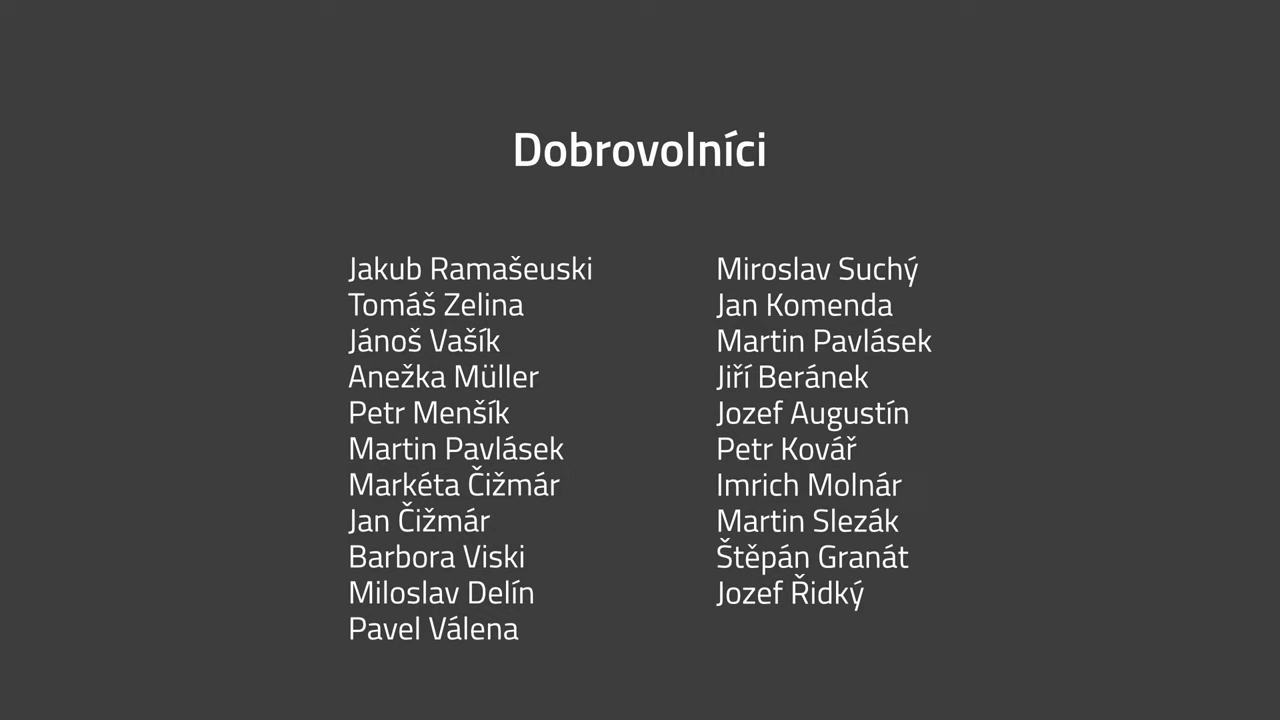 Dobrovolníci
Jakub Ramašeuski
Tomáš Zelina
Jánoš Vašík
Anežka Müller
Petr Menšík
Martin Pavlásek
Markéta Čižmár
Jan Čižmár
Barbora Viski
Miloslav Delín
Pavel Válena
Miroslav Suchý
Jan Komenda
Martin Pavlásek
Jiří Beránek
Jozef Augustín
Petr Kovář
Imrich Molnár
Martin Slezák
Štěpán Granát
Jozef Řidký